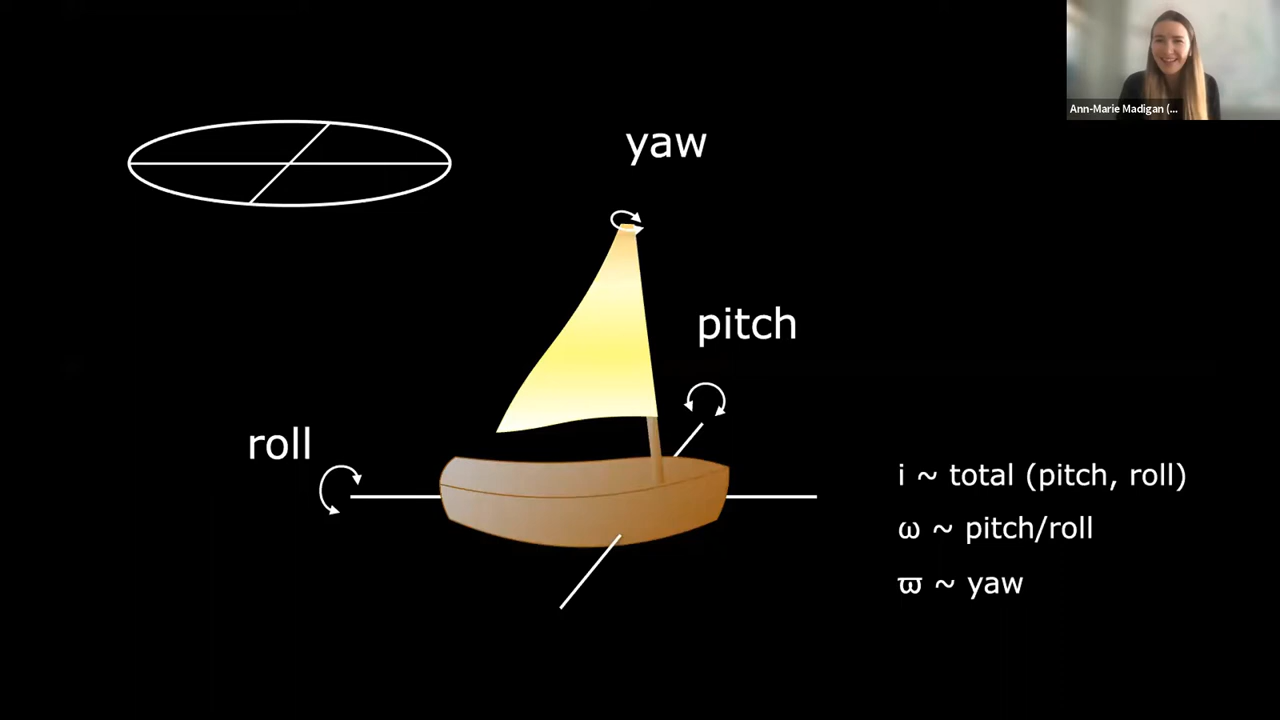 Ann-Marie Madigan (...
yaw
pitch
roll
i ~ total (pitch, roll)
ω ~ pitch/roll
ϖ ~ yaw